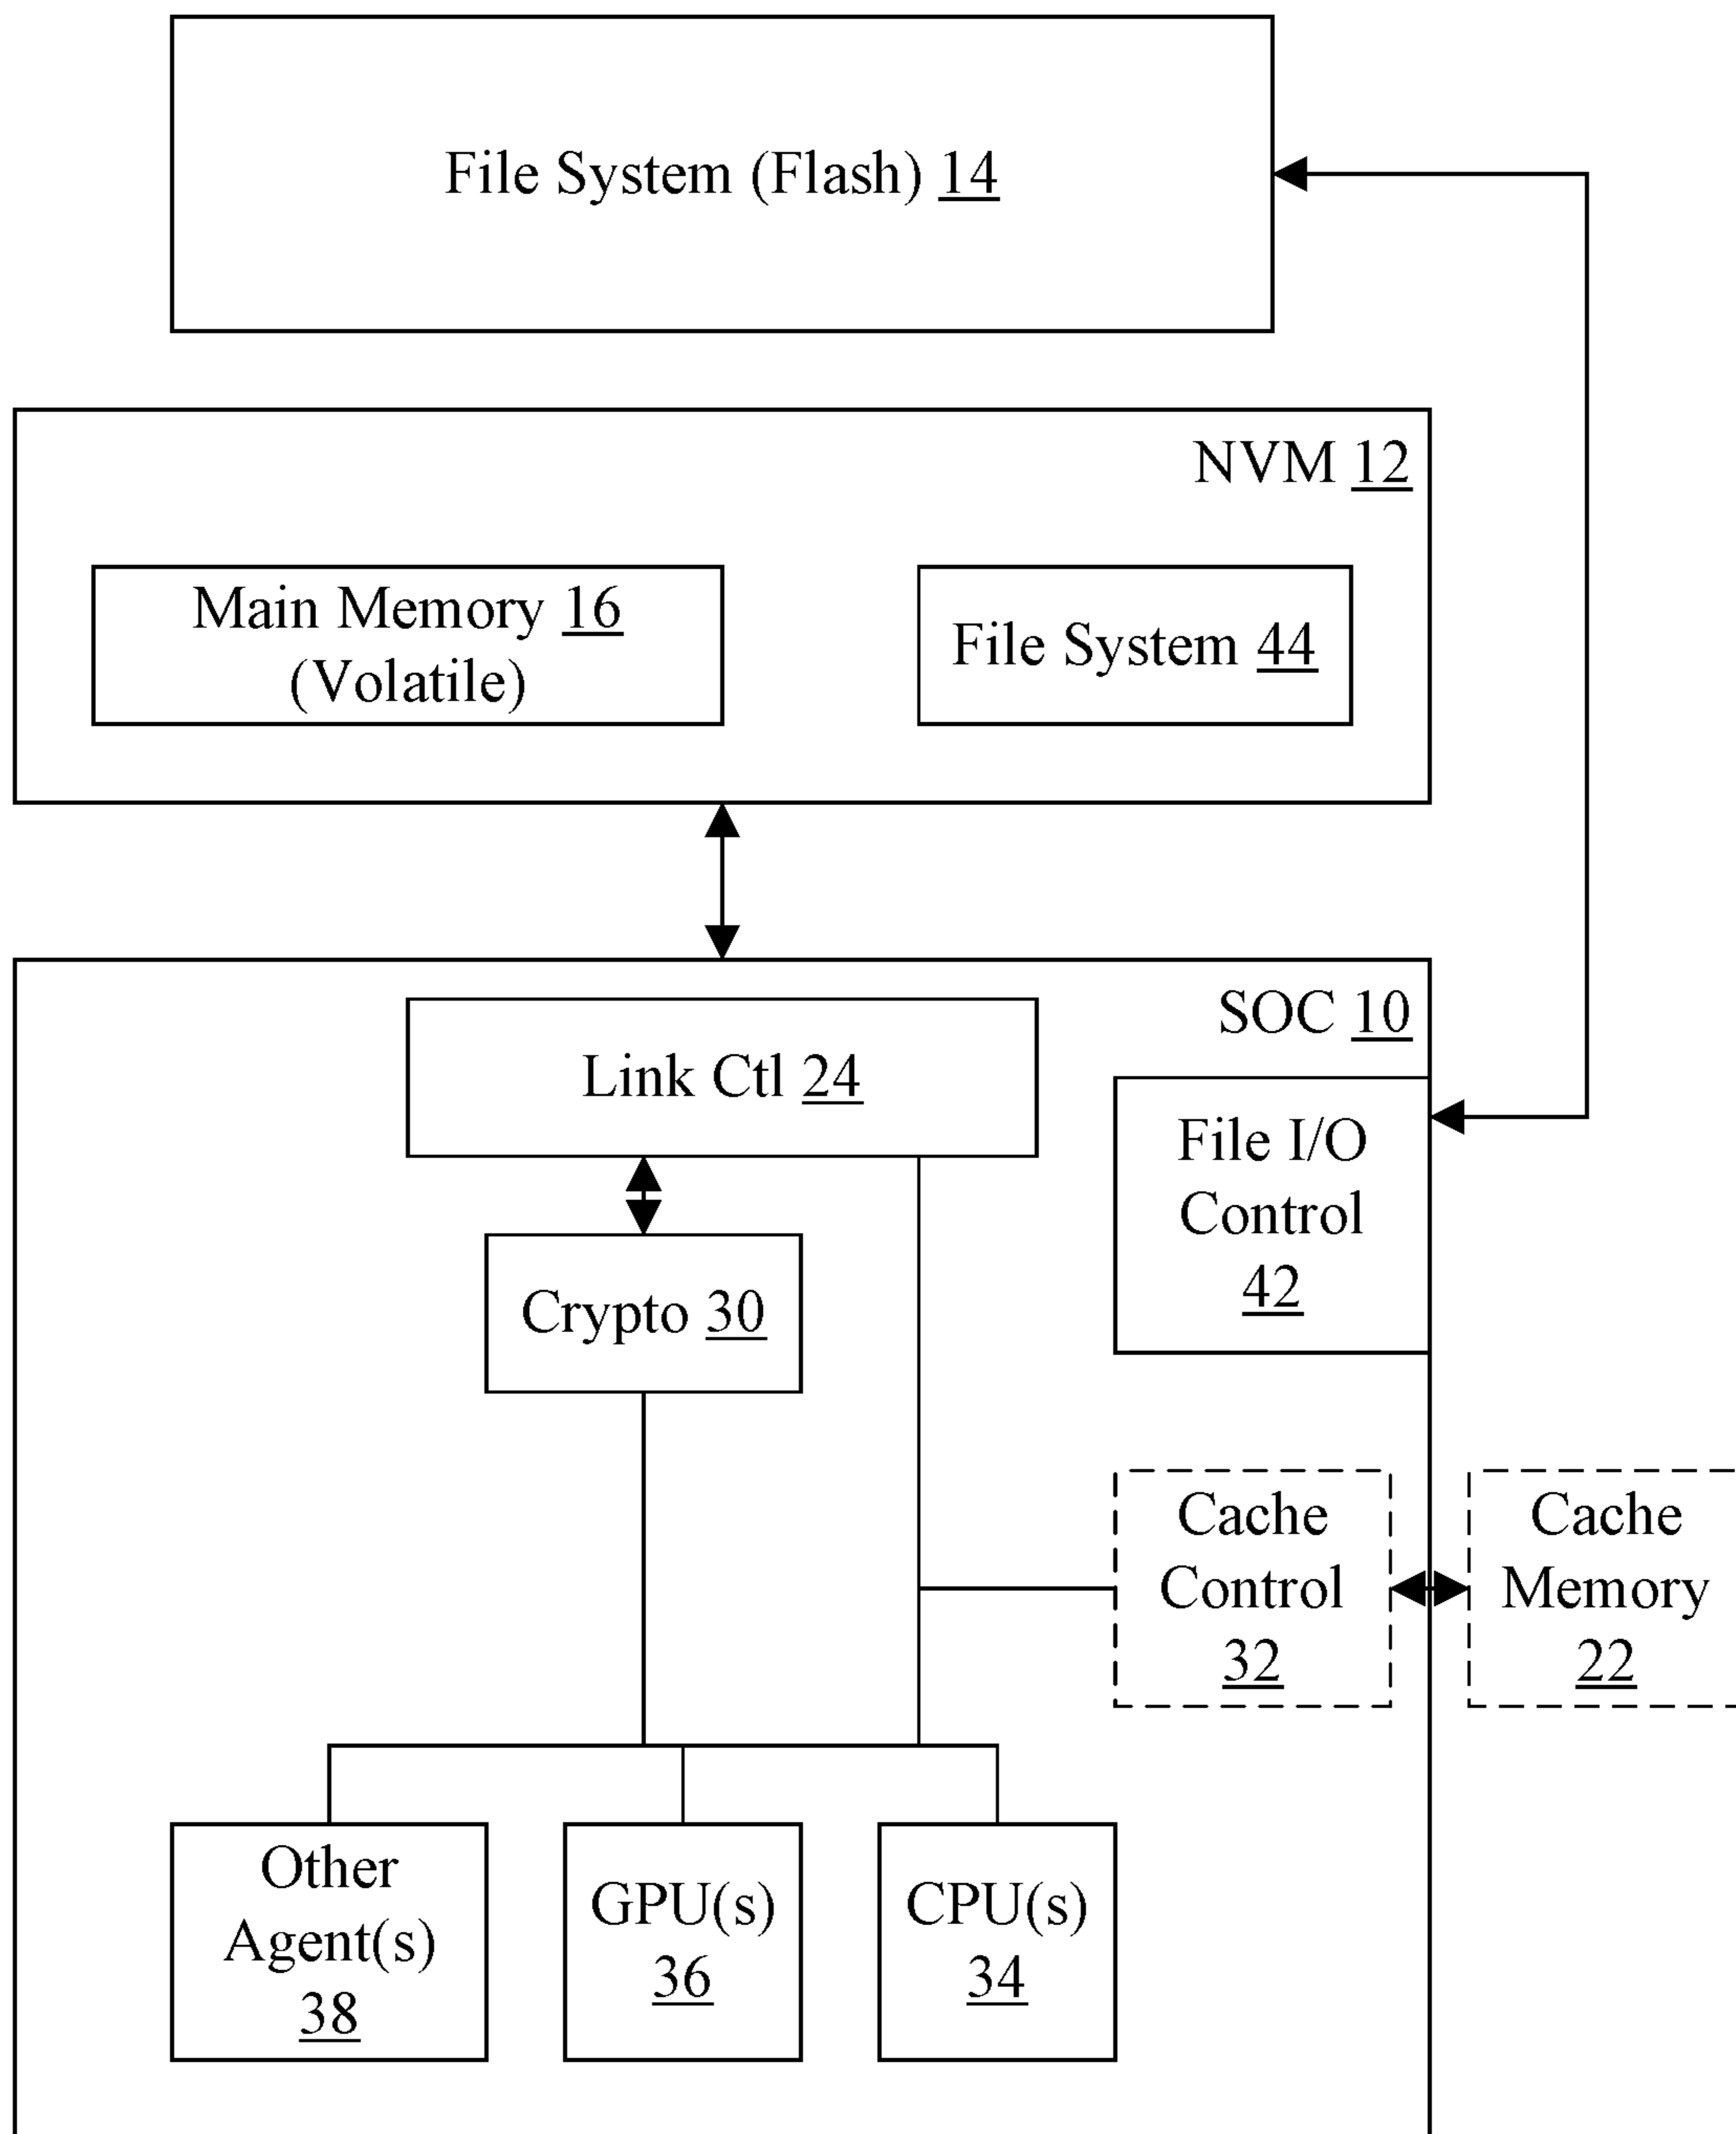 File System (Flash) 14
NVM 12
Main Memory 16
(Volatile)
File System 44
SOC 10
Link Ctl 24
File I/O
Control
42
Crypto 30
Cache
Control
32
Cache
Memory
22
Other
Agent(s)
38
GPU(s)
36
CPU(s)
34